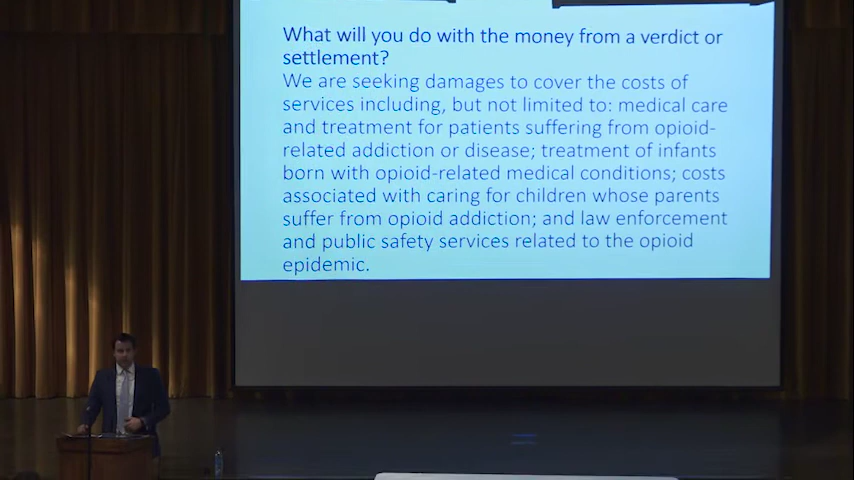 What will you do with the money from a verdict or
settlement?
We are seeking damages to cover the costs of
services including, but not limited to: medical care
and treatment for patients suffering from opioid-
related addiction or disease; treatment of infants
born with opioid-related medical conditions; costs
associated with caring for children whose parents
suffer from opioid addiction; and law enforcement
and public safety services related to the opioid
epidemic.